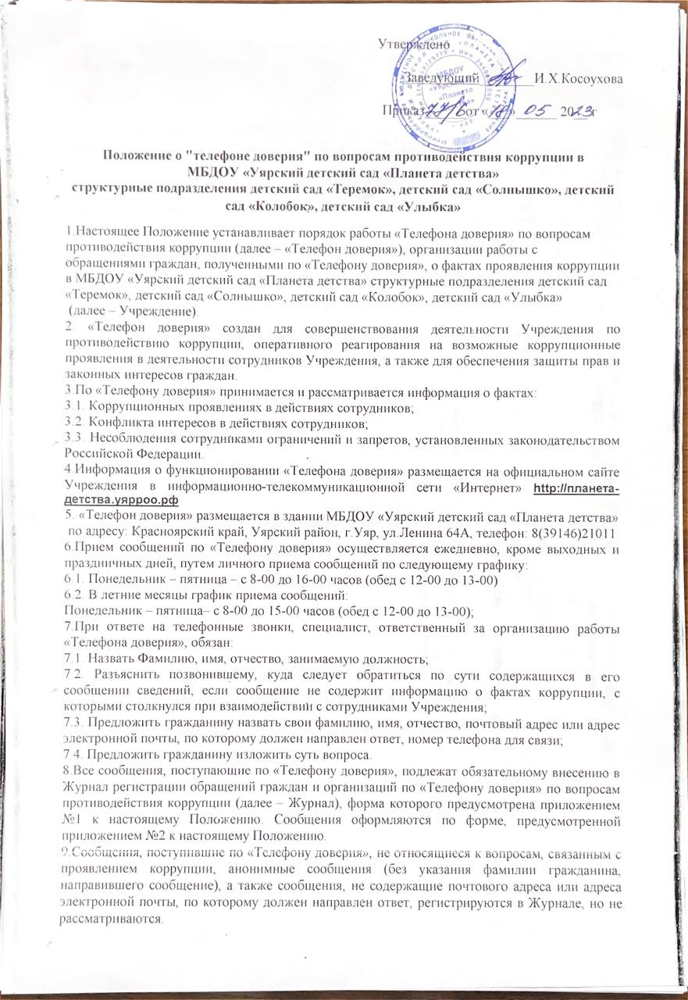 Утверждено
Заведующий И.Х.Косоухова
Приказ 77/6 от «18» 05 2023г
Положение о "телефоне доверия" по вопросам противодействия коррупции в
МБДОУ «Уярский детский сад «Планета детства»
структурные подразделения детский сад «Теремок», детский сад «Солнышко», детский
сад «Колобок», детский сад «Улыбка»
1.Настоящее Положение устанавливает порядок работы «Телефона доверия» по вопросам
противодействия коррупции (далее – «Телефон доверия»), организации работы с
обращениями граждан, полученными по «Телефону доверия», о фактах проявления коррупции
в МБДОУ «Уярский детский сад «Планета детства» структурные подразделения детский сад
«Теремок», детский сад «Солнышко», детский сад «Колобок», детский сад «Улыбка»
(далее – Учреждение).
2. «Телефон доверия» создан для совершенствования деятельности Учреждения по
противодействию коррупции, оперативного реагирования на возможные коррупционные
проявления в деятельности сотрудников Учреждения, а также для обеспечения защиты прав и
законных интересов граждан.
3.По «Телефону доверия» принимается и рассматривается информация о фактах:
3.1. Коррупционных проявлениях в действиях сотрудников;
3.2. Конфликта интересов в действиях сотрудников;
3.3. Несоблюдения сотрудниками ограничений и запретов, установленных законодательством
Российской Федерации.
4.Информация о функционировании «Телефона доверия» размещается на официальном сайте
Учреждения в информационно-телекоммуникационной сети «Интернет» http://планета-
детства.уярроо.рф
5. «Телефон доверия» размещается в здании МБДОУ «Уярский детский сад «Планета детства»
по адресу: Красноярский край, Уярский район, г.Уяр, ул.Ленина 64А, телефон: 8(39146)21011
6.Прием сообщений по «Телефону доверия» осуществляется ежедневно, кроме выходных и
праздничных дней, путем личного приема сообщений по следующему графику:
6.1. Понедельник – пятница – с 8-00 до 16-00 часов (обед с 12-00 до 13-00)
6.2. В летние месяцы график приема сообщений:
Понедельник – пятница– с 8-00 до 15-00 часов (обед с 12-00 до 13-00);
7.При ответе на телефонные звонки, специалист, ответственный за организацию работы
«Телефона доверия», обязан:
7.1. Назвать Фамилию, имя, отчество, занимаемую должность;
7.2. Разъяснить позвонившему, куда следует обратиться по сути содержащихся в его
сообщении сведений, если сообщение не содержит информацию о фактах коррупции, с
которыми столкнулся при взаимодействии с сотрудниками Учреждения;
7.3. Предложить гражданину назвать свои фамилию, имя, отчество, почтовый адрес или адрес
электронной почты, по которому должен направлен ответ, номер телефона для связи;
7.4. Предложить гражданину изложить суть вопроса.
8.Все сообщения, поступающие по «Телефону доверия», подлежат обязательному внесению в
Журнал регистрации обращений граждан и организаций по «Телефону доверия» по вопросам
противодействия коррупции (далее – Журнал), форма которого предусмотрена приложением
№1 к настоящему Положению. Сообщения оформляются по форме, предусмотренной
приложением №2 к настоящему Положению.
9.Сообщения, поступившие по «Телефону доверия», не относящиеся к вопросам, связанным с
проявлением коррупции, анонимные сообщения (без указания фамилии гражданина,
направившего сообщение), а также сообщения, не содержащие почтового адреса или адреса
электронной почты, по которому должен направлен ответ, регистрируются в Журнале, но не
рассматриваются.